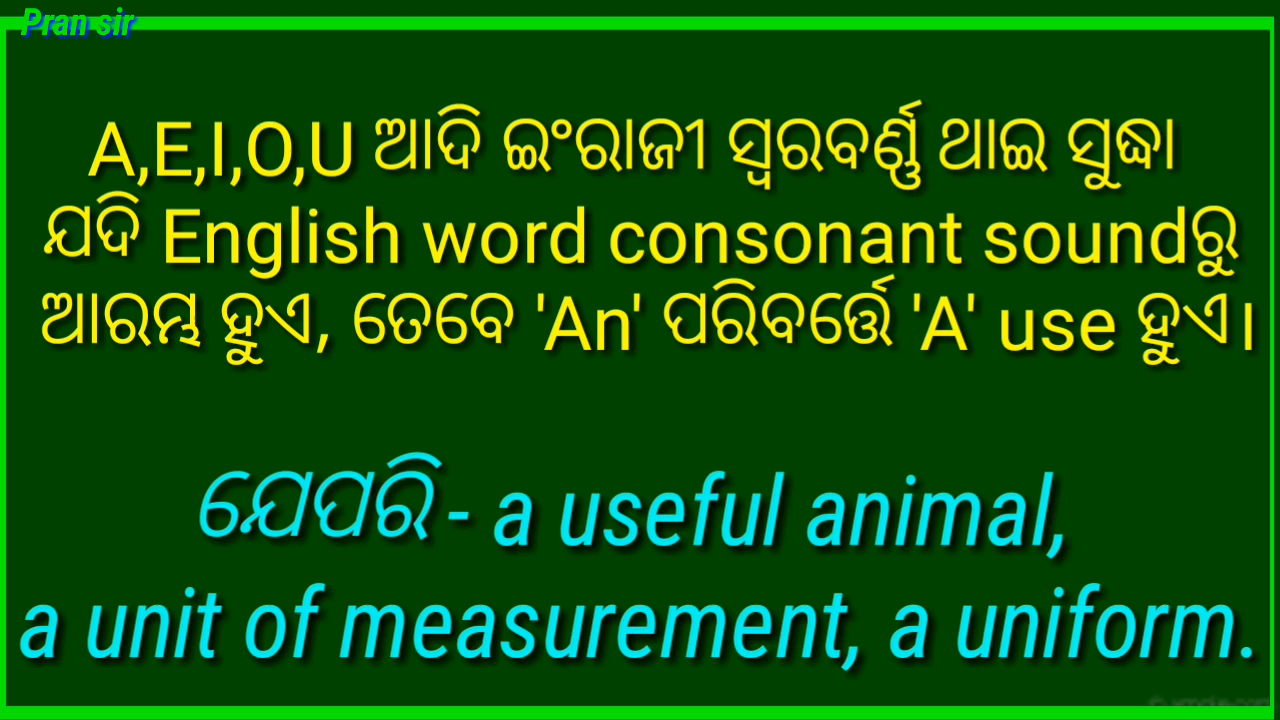 Pran sir
A,E,I,O,U ଆଦି ଇଂରାଜୀ ସ୍ୱରବର୍ଣ୍ଣ ଥାଇ ସୁଦ୍ଧା
ଯଦି English word consonant soundରୁ
ଆରମ୍ଭ ହୁଏ, ତେବେ 'An' ପରିବର୍ତ୍ତେ 'A' use ହୁଏ।
ଯେପରି - a useful animal,
a unit of measurement, a uniform.